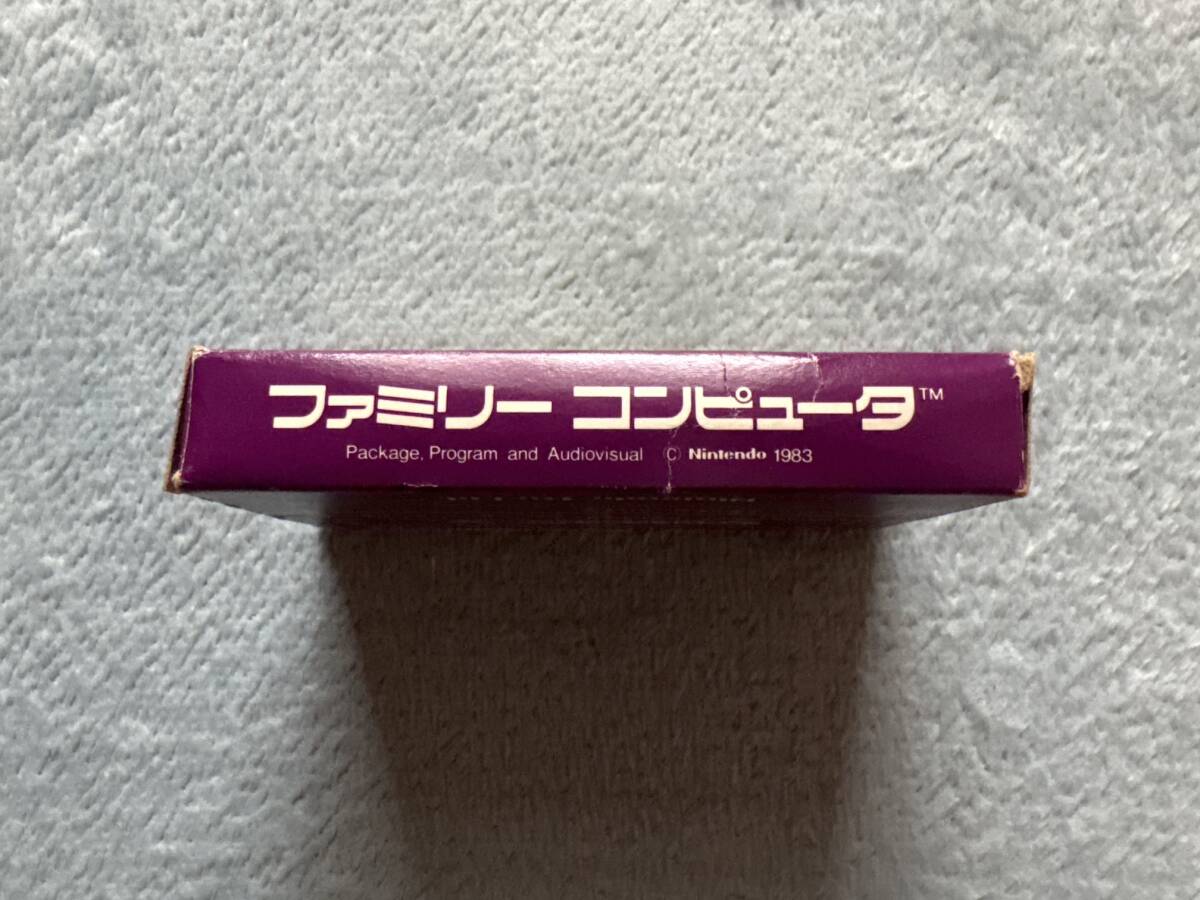 ファミリー コンピュータ™
Package, Program and Audiovisual Ⓒ Nintendo 1983